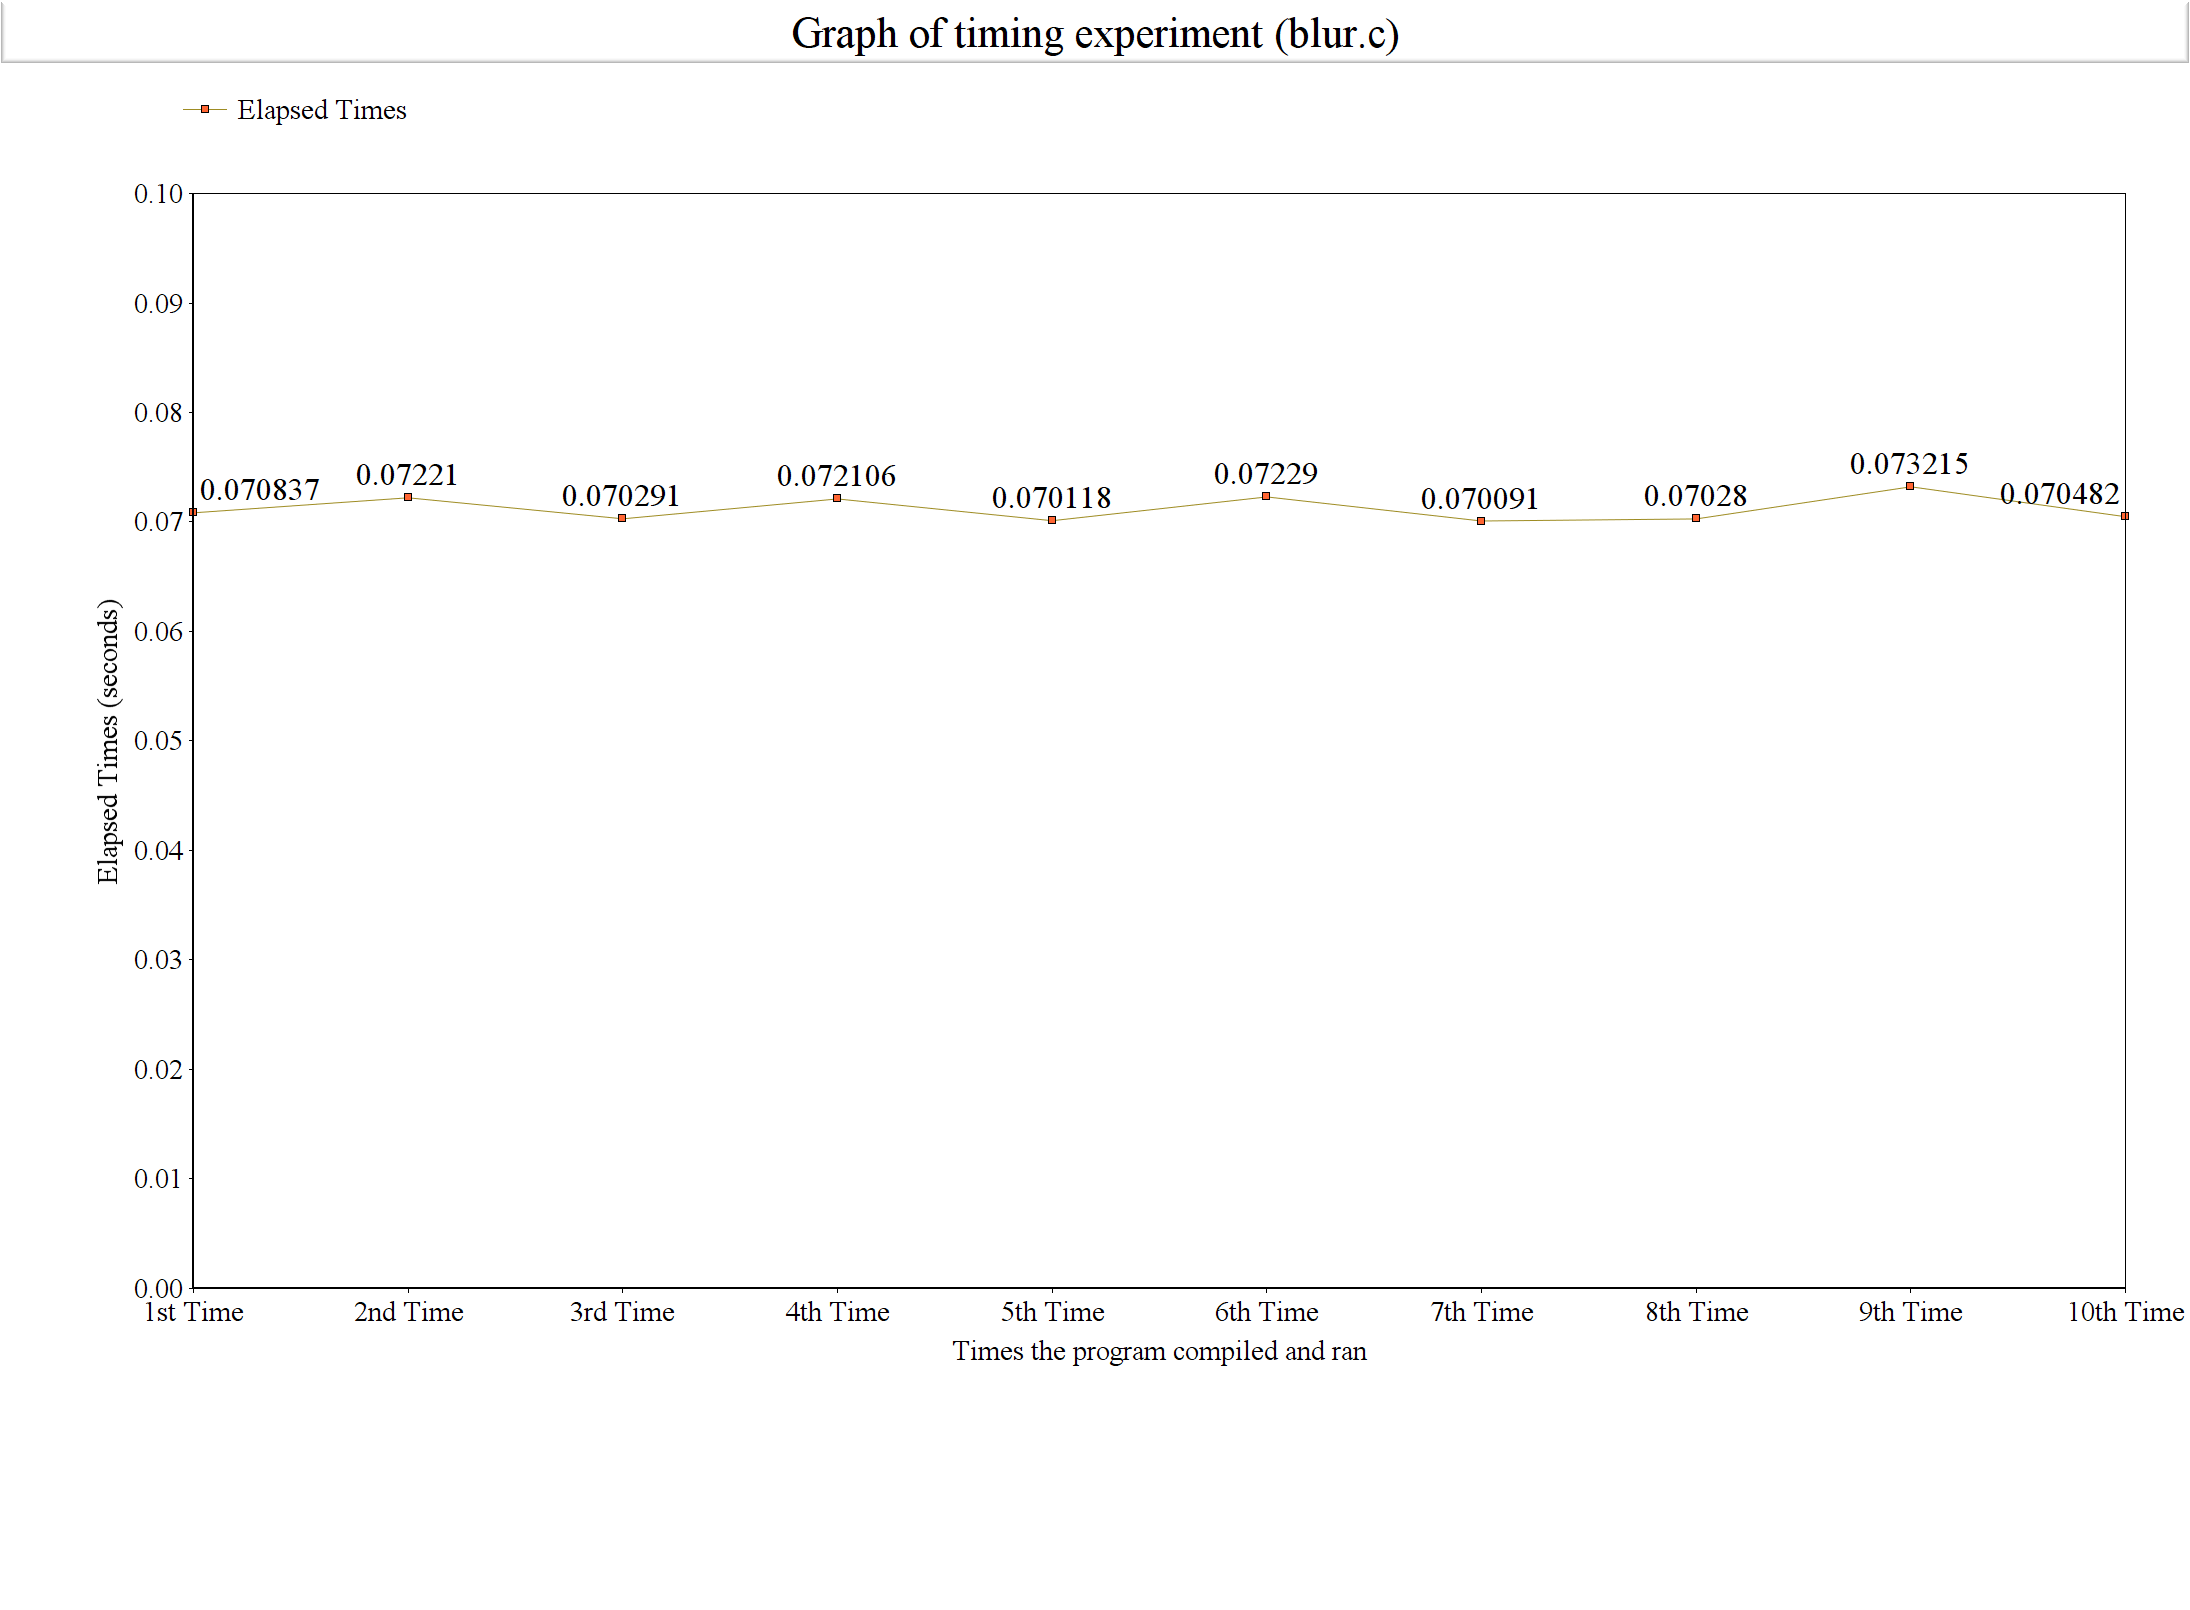 Graph of timing experiment (blur.c)
Elapsed Times
0.10
0.09
0.08
0.07
0.06
0.05
0.04
0.03
0.02
0.01
0.00
Elapsed Times (seconds)
0.070837
0.07221
0.070291
0.072106
0.070118
0.07229
0.070091
0.07028
0.073215
0.070482
1st Time
2nd Time
3rd Time
4th Time
5th Time
6th Time
7th Time
8th Time
9th Time
10th Time
Times the program compiled and ran